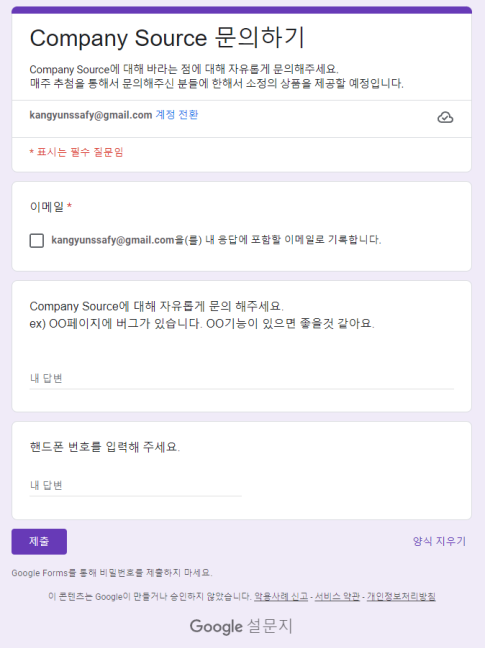 Company Source 문의하기
Company Source에 대해 바라는 점에 대해 자유롭게 문의해주세요.
매주 추첨을 통해서 문의해주신 분들에 한해서 소정의 상품을 제공할 예정입니다.
kangyunssafy@gmail.com 계정 전환
* 표시는 필수 질문임
이메일 *
kangyunssafy@gmail.com을(를) 내 응답에 포함할 이메일로 기록합니다.
Company Source에 대해 자유롭게 문의 해주세요.
ex) OO페이지에 버그가 있습니다. OO기능이 있으면 좋을것 같아요.
내 답변
핸드폰 번호를 입력해 주세요.
내 답변
제출 양식 지우기
Google Forms를 통해 비밀번호를 제출하지 마세요.
이 콘텐츠는 Google이 만들거나 승인하지 않았습니다. 악용사례 신고 - 서비스 약관 - 개인정보처리방침
Google 설문지